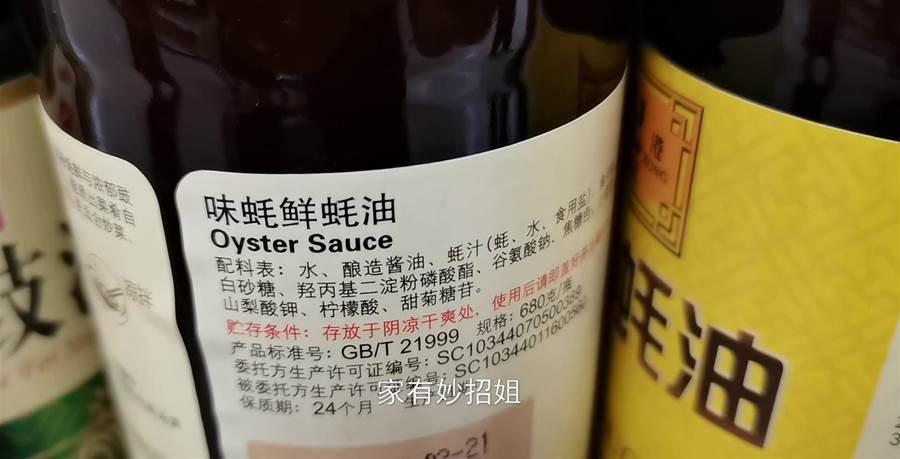 味蚝鲜蚝油
Oyster Sauce
配料表：水、酿造酱油、蚝汁(蚝、水、食用盐)、
白砂糖、羟丙基二淀粉磷酸酯、谷氨酸钠、焦糖色、
山梨酸钾、柠檬酸、甜菊糖苷。
贮存条件：存放于阴凉干爽处，使用后请即盖好
产品标准号：GB/T 21999 规格：680克/瓶
委托方生产许可证编号：SC10344070500389
被委托方生产许可证编号：SC10344011600560
保质期：24个月
家有妙招姐
02-21
港
蚝油